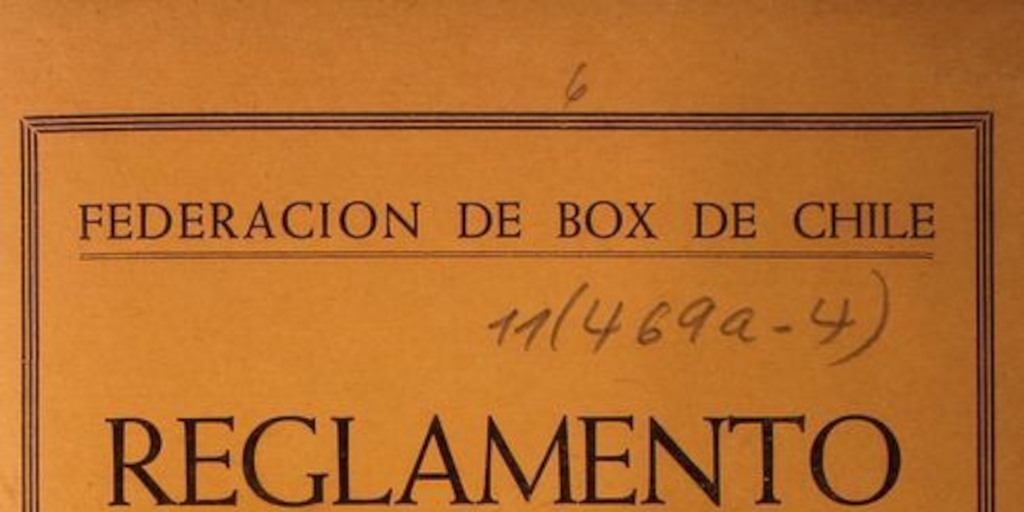 6
FEDERACION DE BOX DE CHILE
11(469a-4)
REGLAMENTO